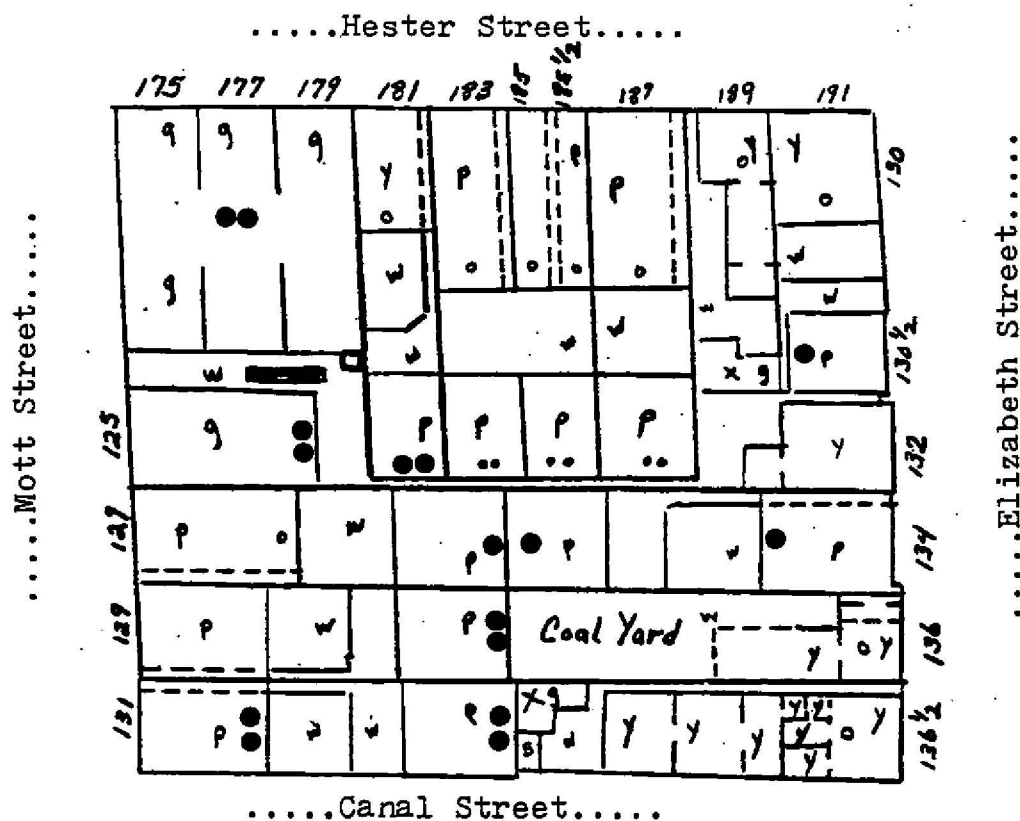 .....Hester Street.....
175 177 179 181 183 185 185½ 187 189 191
130
130½
132
134
136
136½
.....Elizabeth Street.....
.....Mott Street.....
125
127
129
131
g g g
Y P P Y
g
P
g P P P P Y
P P P P
P P Coal Yard Y Y
P P X S Y Y Y Y Y Y Y Y
.....Canal Street.....